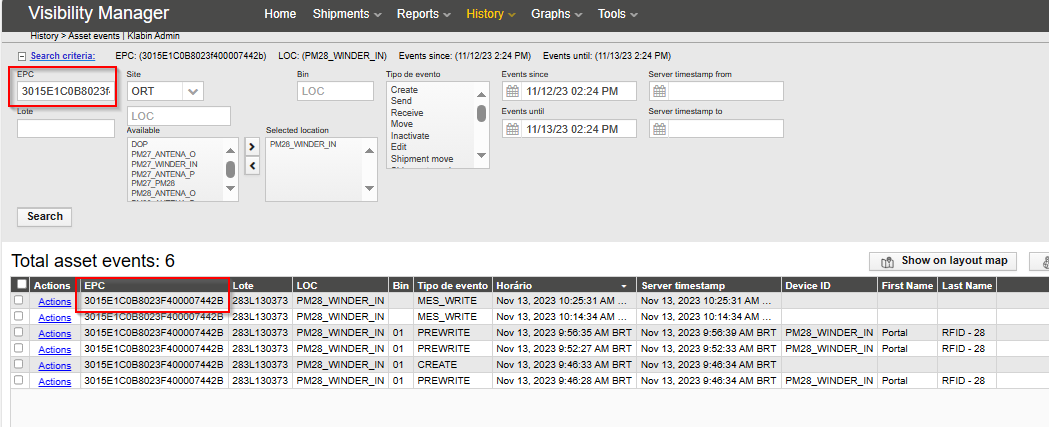 Visibility Manager Home Shipments Reports History Graphs Tools
History > Asset events | Klabin Admin
Search criteria: EPC: (3015E1C0B8023f400007442b) LOC: (PM28_WINDER_IN) Events since: (11/12/23 2:24 PM) Events until: (11/13/23 2:24 PM)
EPC Site Bin Tipo de evento Events since Server timestamp from
3015E1C0B8023f4 ORT LOC Create 11/12/23 02:24 PM
Send
Receive
Lote Events until Server timestamp to
LOC Move 11/13/23 02:24 PM
Inactivate
Available Selected location Edit
DOP PM28_WINDER_IN Shipment move
PM27_ANTENA_O
PM27_WINDER_IN
PM27_ANTENA_P
PM27_PM28
PM28_ANTENA_O
Search
Total asset events: 6 Show on layout map
Actions EPC Lote LOC Bin Tipo de evento Horário Server timestamp Device ID First Name Last Name
Actions 3015E1C0B8023F400007442B 283L130373 PM28_WINDER_IN MES_WRITE Nov 13, 2023 10:25:31 AM ... Nov 13, 2023 10:25:31 AM ...
Actions 3015E1C0B8023F400007442B 283L130373 PM28_WINDER_IN MES_WRITE Nov 13, 2023 10:14:34 AM ... Nov 13, 2023 10:14:34 AM ...
Actions 3015E1C0B8023F400007442B 283L130373 PM28_WINDER_IN 01 PREWRITE Nov 13, 2023 9:56:35 AM BRT Nov 13, 2023 9:56:39 AM BRT PM28_WINDER_IN Portal RFID - 28
Actions 3015E1C0B8023F400007442B 283L130373 PM28_WINDER_IN 01 PREWRITE Nov 13, 2023 9:52:27 AM BRT Nov 13, 2023 9:52:33 AM BRT PM28_WINDER_IN Portal RFID - 28
Actions 3015E1C0B8023F400007442B 283L130373 PM28_WINDER_IN 01 CREATE Nov 13, 2023 9:46:33 AM BRT Nov 13, 2023 9:46:34 AM BRT
Actions 3015E1C0B8023F400007442B 283L130373 PM28_WINDER_IN 01 PREWRITE Nov 13, 2023 9:46:28 AM BRT Nov 13, 2023 9:46:34 AM BRT PM28_WINDER_IN Portal RFID - 28